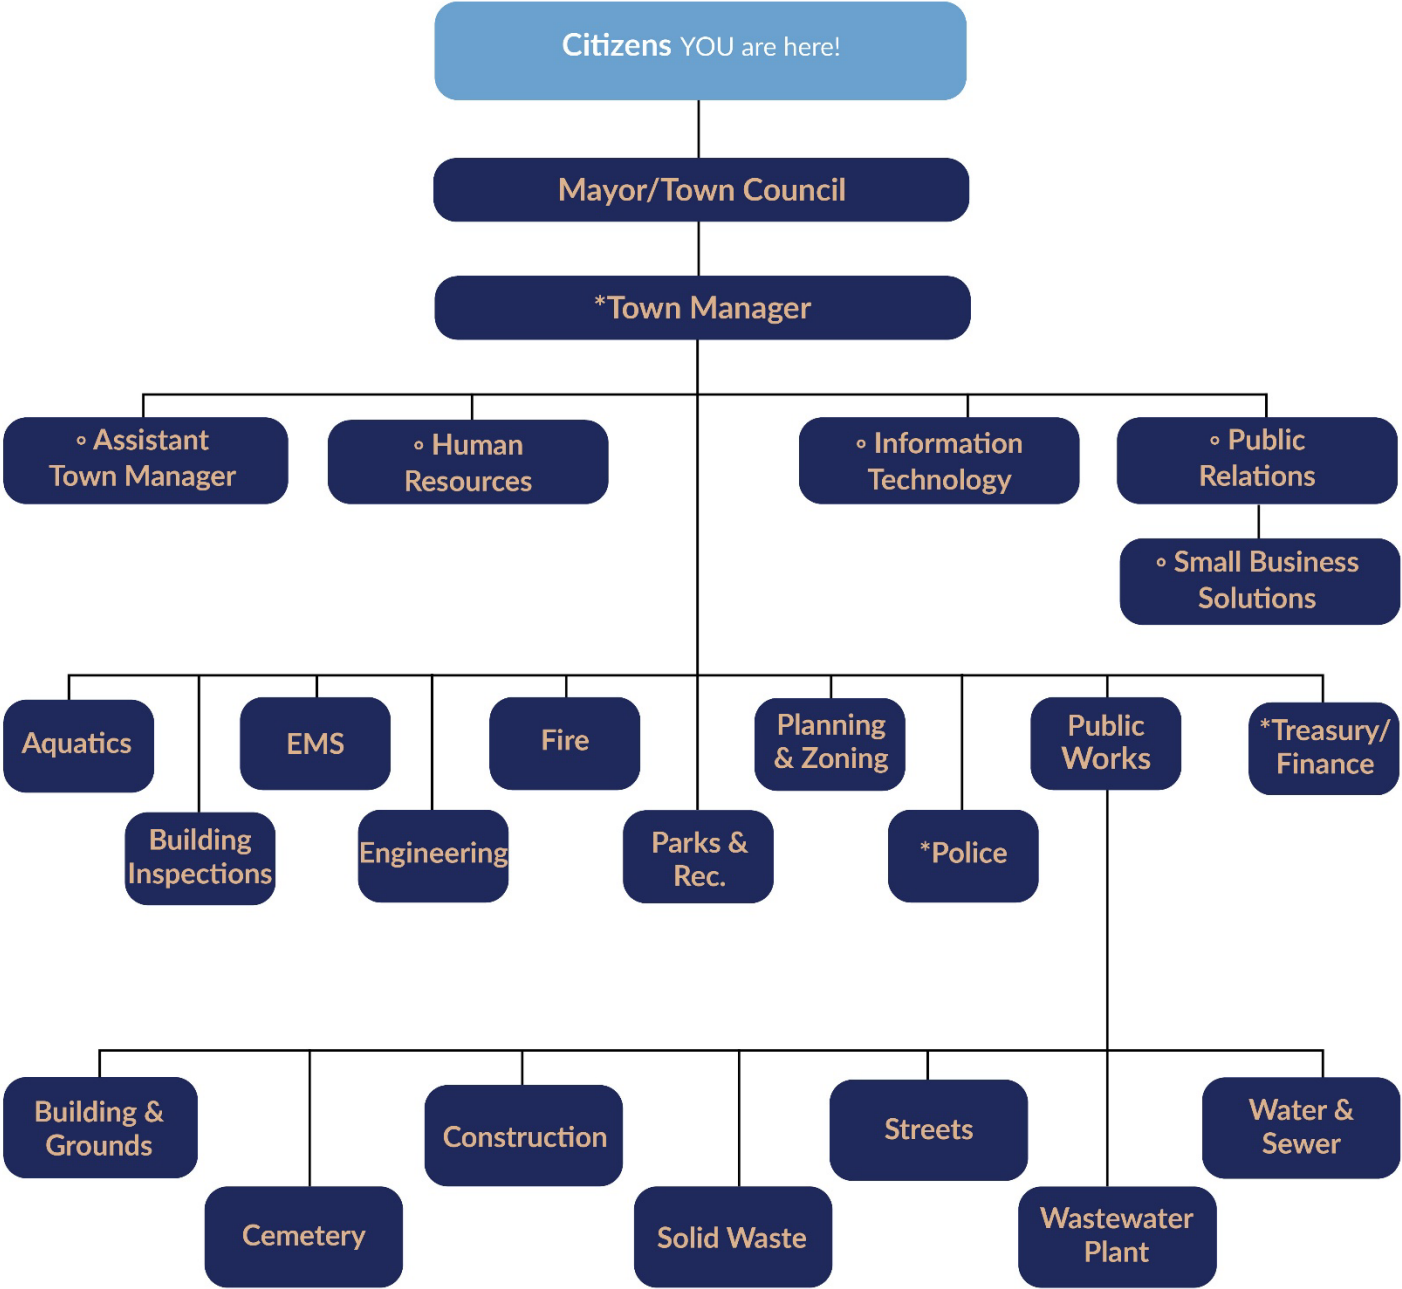 Citizens YOU are here!
Mayor/Town Council
*Town Manager
∘ Assistant
Town Manager
∘ Human
Resources
∘ Information
Technology
∘ Public
Relations
∘ Small Business
Solutions
Aquatics
Building
Inspections
EMS
Engineering
Fire
Parks &
Rec.
Planning
& Zoning
*Police
Public
Works
*Treasury/
Finance
Building &
Grounds
Cemetery
Construction
Solid Waste
Streets
Wastewater
Plant
Water &
Sewer